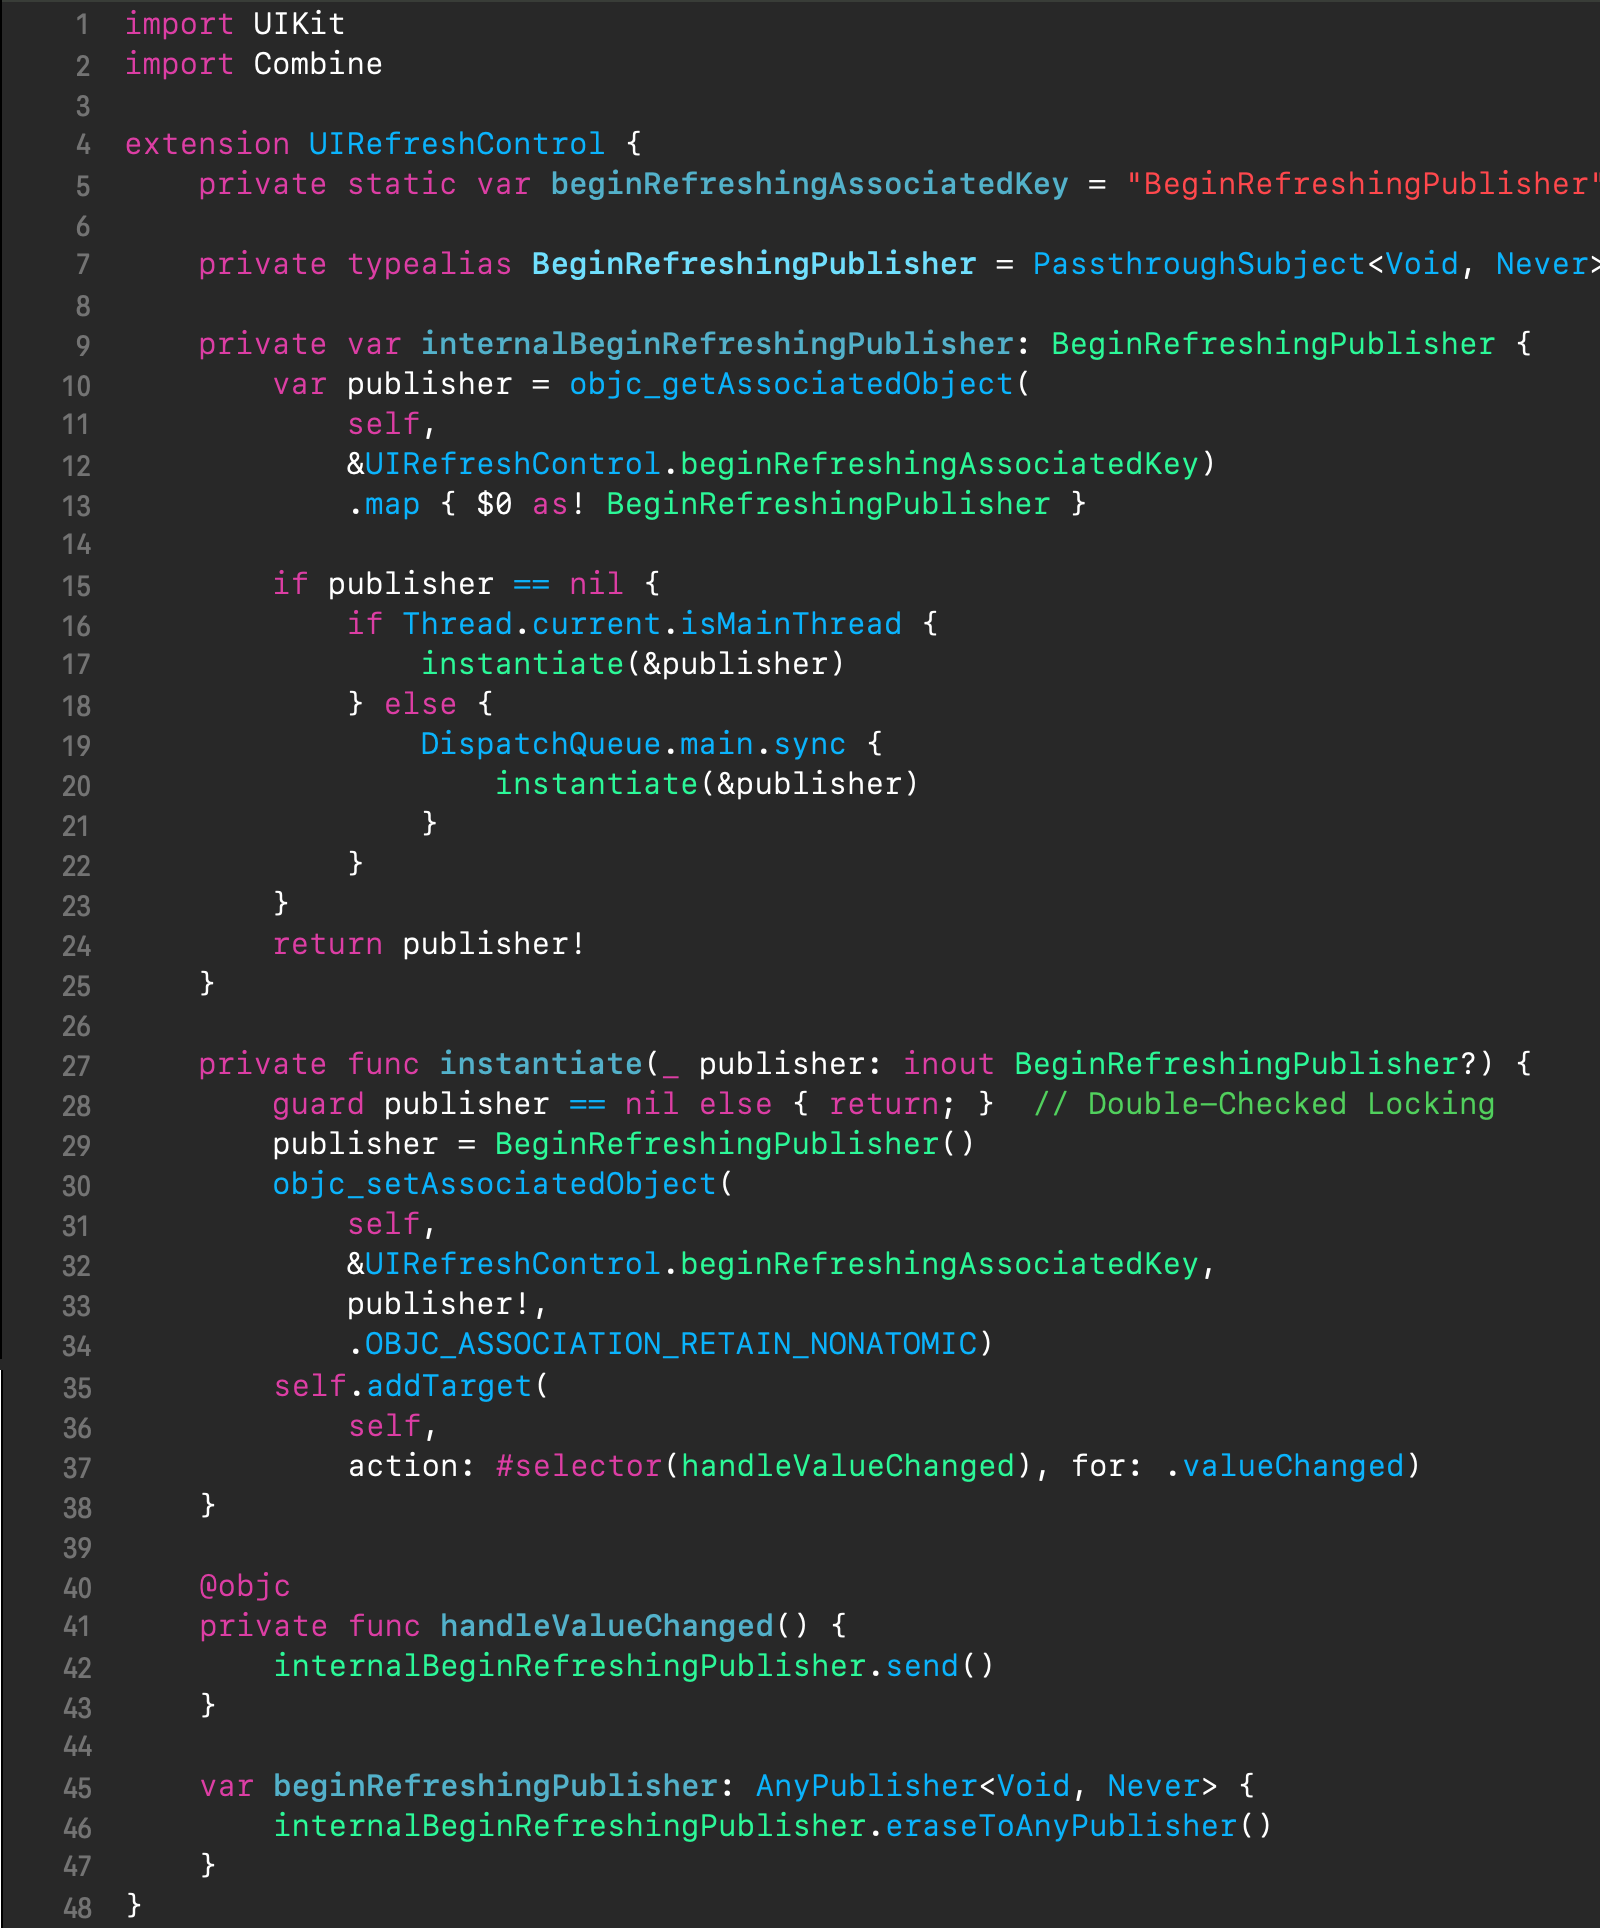 1 import UIKit
2 import Combine
3
4 extension UIRefreshControl {
5     private static var beginRefreshingAssociatedKey = "BeginRefreshingPublisher"
6
7     private typealias BeginRefreshingPublisher = PassthroughSubject<Void, Never>
8
9     private var internalBeginRefreshingPublisher: BeginRefreshingPublisher {
10         var publisher = objc_getAssociatedObject(
11             self,
12             &UIRefreshControl.beginRefreshingAssociatedKey)
13             .map { $0 as! BeginRefreshingPublisher }
14
15         if publisher == nil {
16             if Thread.current.isMainThread {
17                 instantiate(&publisher)
18             } else {
19                 DispatchQueue.main.sync {
20                     instantiate(&publisher)
21                 }
22             }
23         }
24         return publisher!
25     }
26
27     private func instantiate(_ publisher: inout BeginRefreshingPublisher?) {
28         guard publisher == nil else { return; }  // Double-Checked Locking
29         publisher = BeginRefreshingPublisher()
30         objc_setAssociatedObject(
31             self,
32             &UIRefreshControl.beginRefreshingAssociatedKey,
33             publisher!,
34             .OBJC_ASSOCIATION_RETAIN_NONATOMIC)
35         self.addTarget(
36             self,
37             action: #selector(handleValueChanged), for: .valueChanged)
38     }
39
40     @objc
41     private func handleValueChanged() {
42         internalBeginRefreshingPublisher.send()
43     }
44
45     var beginRefreshingPublisher: AnyPublisher<Void, Never> {
46         internalBeginRefreshingPublisher.eraseToAnyPublisher()
47     }
48 }